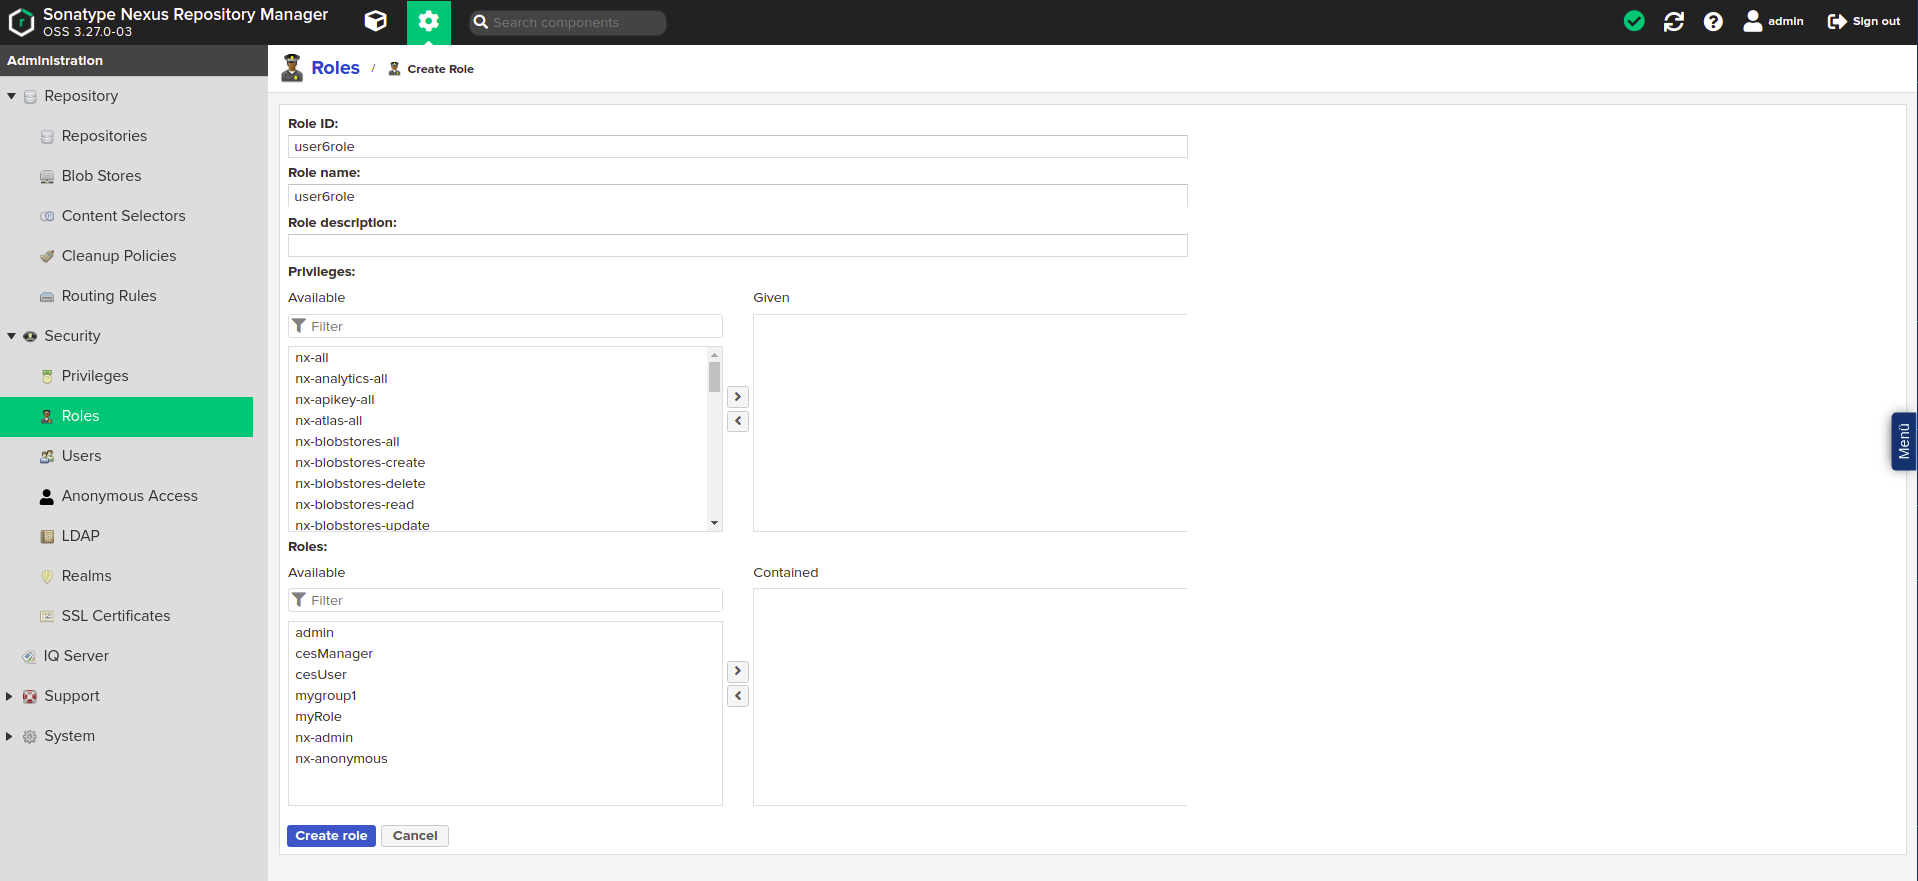 Sonatype Nexus Repository Manager
OSS 3.27.0-03
Search components
admin
Sign out
Administration
Repository
Repositories
Blob Stores
Content Selectors
Cleanup Policies
Routing Rules
Security
Privileges
Roles
Users
Anonymous Access
LDAP
Realms
SSL Certificates
IQ Server
Support
System
Roles / Create Role
Role ID:
user6role
Role name:
user6role
Role description:
Privileges:
Available
Given
Filter
nx-all
nx-analytics-all
nx-apikey-all
nx-atlas-all
nx-blobstores-all
nx-blobstores-create
nx-blobstores-delete
nx-blobstores-read
nx-blobstores-update
Roles:
Available
Contained
Filter
admin
cesManager
cesUser
mygroup1
myRole
nx-admin
nx-anonymous
Create role
Cancel
Menü